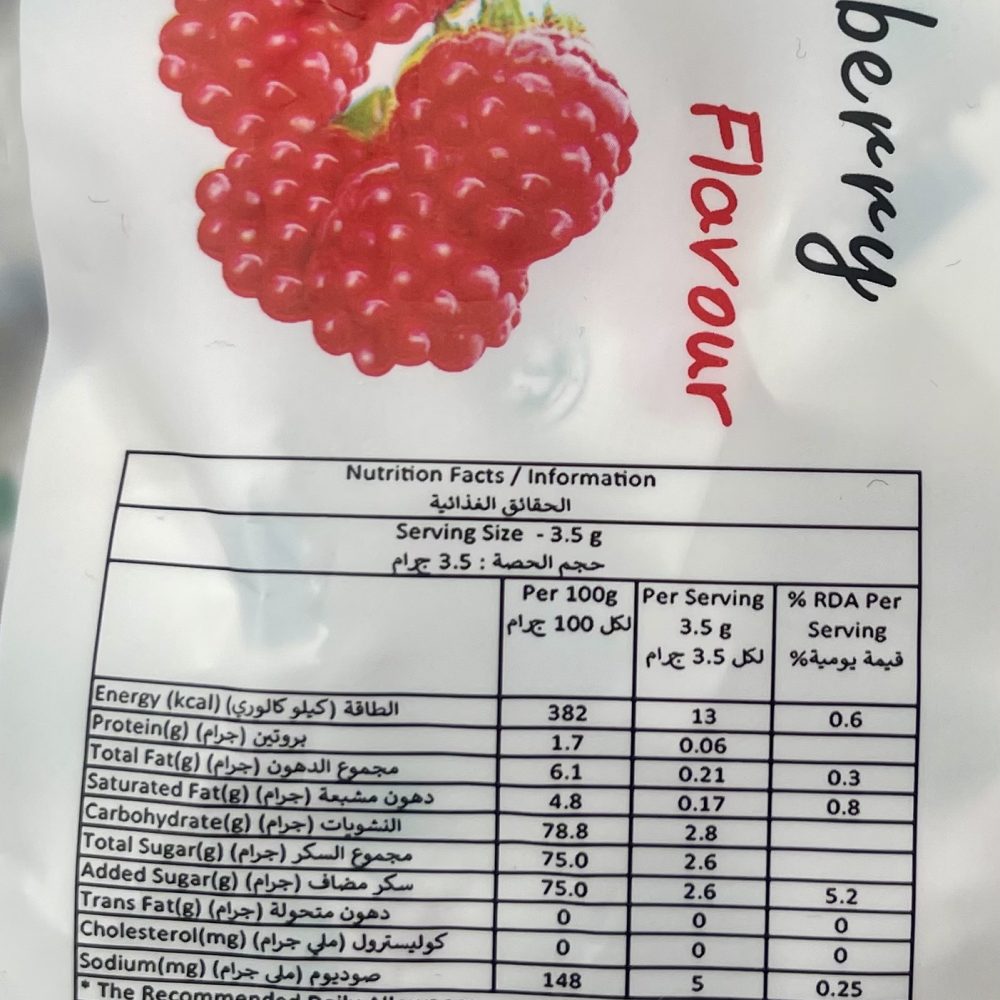 berry
Flavour
Nutrition Facts / Information
الحقائق الغذائية
Serving Size - 3.5 g
حجم الحصة : 3.5 جرام
Per 100g Per Serving % RDA Per
لكل 100 جرام 3.5 g Serving
لكل 3.5 جرام قيمة يومية%
Energy (kcal) الطاقة (كيلو كالوري) 382 13 0.6
Protein(g) بروتين (جرام) 1.7 0.06
Total Fat(g) مجموع الدهون (جرام) 6.1 0.21 0.3
Saturated Fat(g) دهون مشبعة (جرام) 4.8 0.17 0.8
Carbohydrate(g) النشويات (جرام) 78.8 2.8
Total Sugar(g) مجموع السكر (جرام) 75.0 2.6
Added Sugar(g) سكر مضاف (جرام) 75.0 2.6 5.2
Trans Fat(g) دهون متحولة (جرام) 0 0 0
Cholesterol(mg) كوليسترول (ملي جرام) 0 0 0
Sodium(mg) صوديوم (ملي جرام) 148 5 0.25
* The Recommended Daily